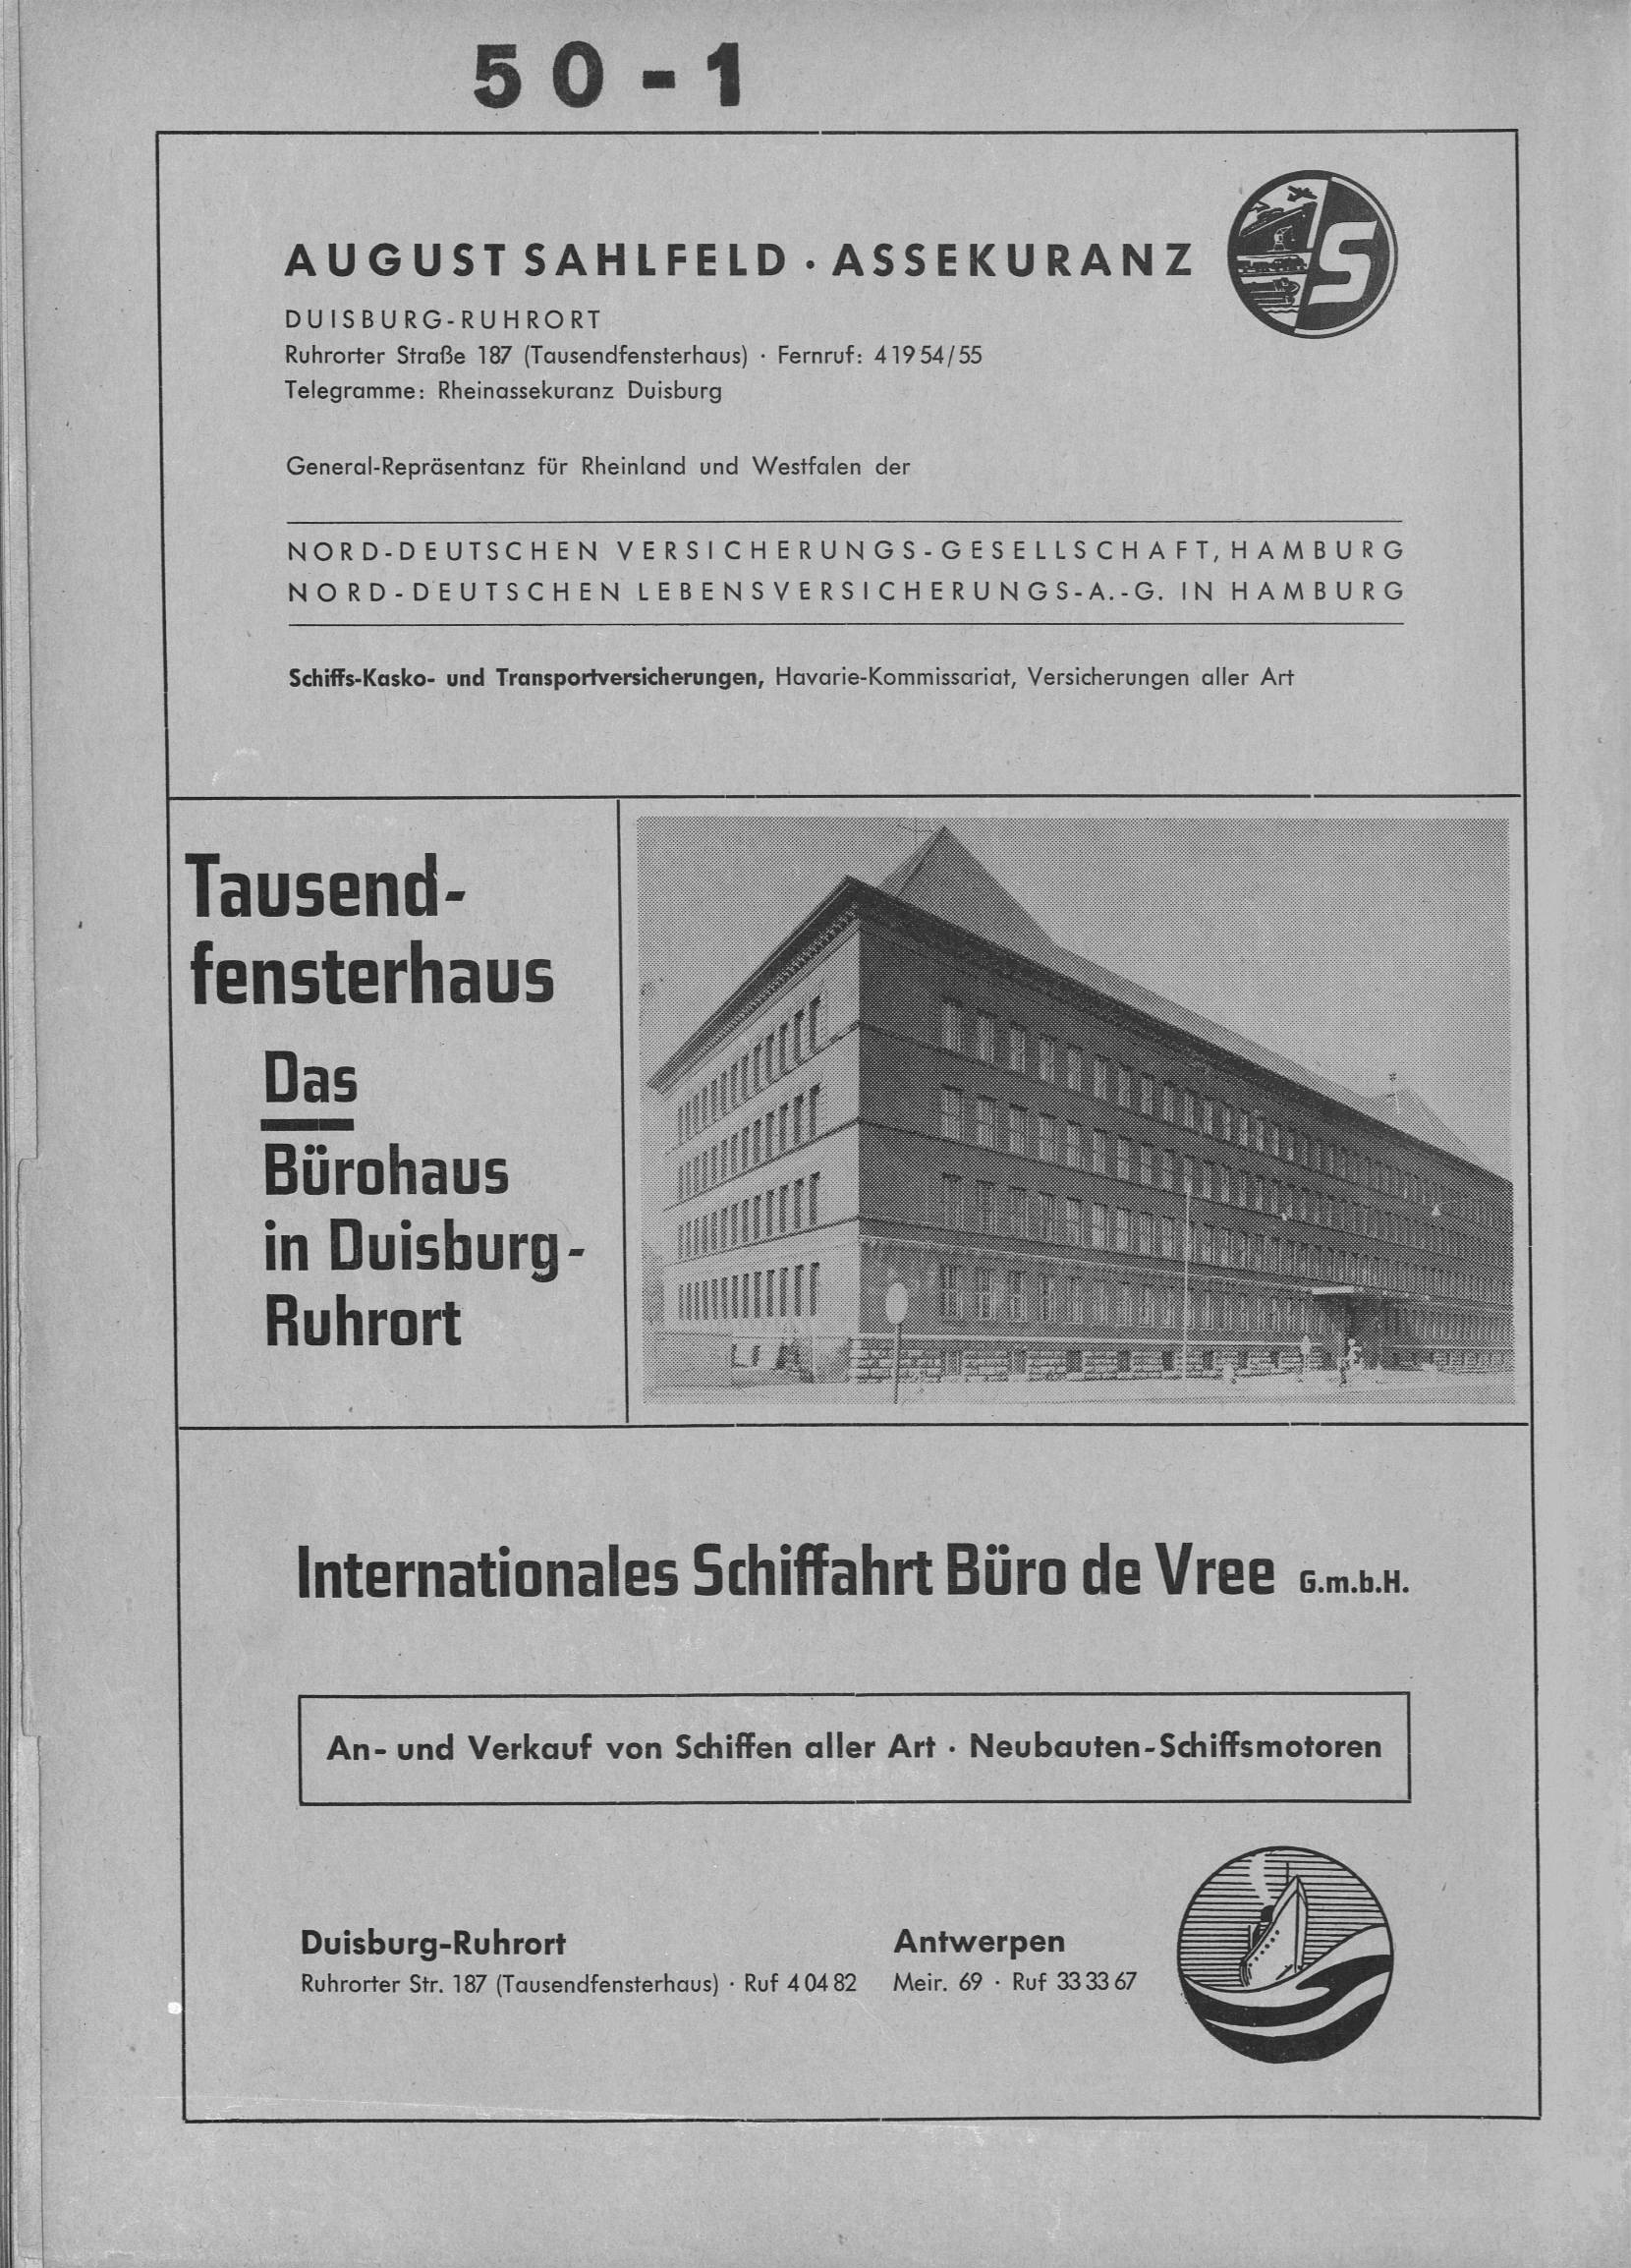 50-1
AUGUST SAHLFELD · ASSEKURANZ
S
DUISBURG-RUHRORT
Ruhrorter Straße 187 (Tausendfensterhaus) · Fernruf: 41954/55
Telegramme: Rheinassekuranz Duisburg
General-Repräsentanz für Rheinland und Westfalen der
NORD-DEUTSCHEN VERSICHERUNGS-GESELLSCHAFT, HAMBURG
NORD-DEUTSCHEN LEBENSVERSICHERUNGS-A.-G. IN HAMBURG
Schiffs-Kasko- und Transportversicherungen, Havarie-Kommissariat, Versicherungen aller Art
Tausend-
fensterhaus
Das
Bürohaus
in Duisburg-
Ruhrort
Internationales Schiffahrt Büro de Vree G.m.b.H.
An- und Verkauf von Schiffen aller Art · Neubauten-Schiffsmotoren
Duisburg-Ruhrort
Ruhrorter Str. 187 (Tausendfensterhaus) · Ruf 40482
Antwerpen
Meir. 69 · Ruf 333367